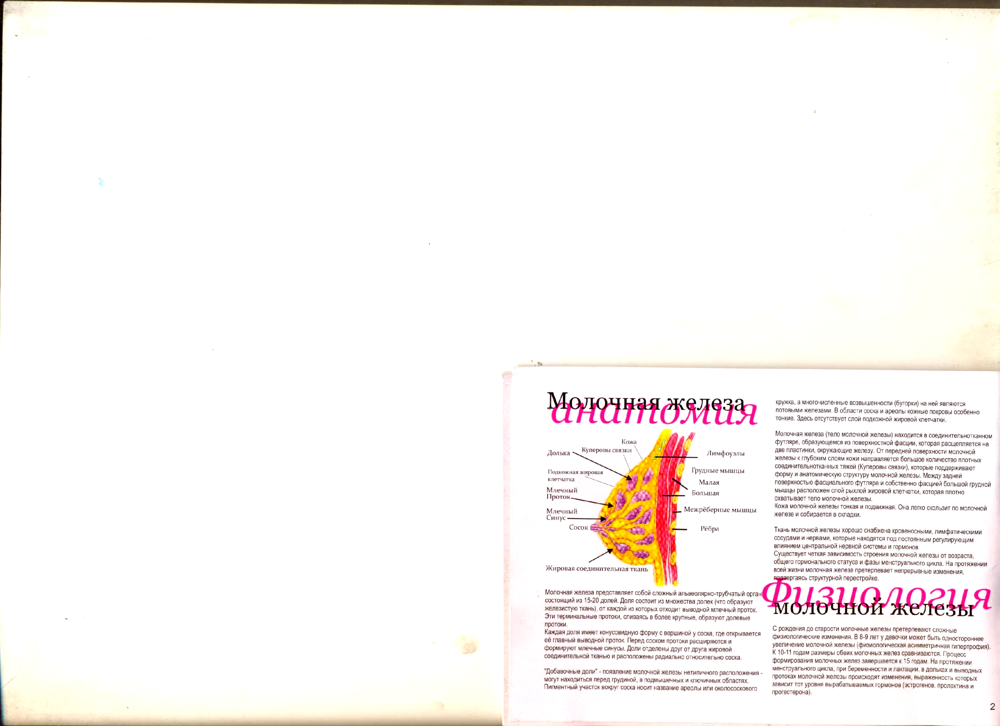 Молочная железа
анатомия
Кожа
Куперовы связки
Долька
Лимфоузлы
Подкожная жировая
клетчатка
Грудные мышцы
Малая
Большая
Млечный
Проток
Млечный
Синус
Межрёберные мышцы
Сосок
Рёбра
Жировая соединительная ткань
Молочная железа представляет собой сложный альвеолярно-трубчатый орган
состоящий из 15-20 долей. Доля состоит из множества долек (что образуют
железистую ткань), от каждой из которых отходит выводной млечный проток.
Эти терминальные протоки, сливаясь в более крупные, образуют долевые
протоки.
Каждая доля имеет конусовидную форму с вершиной у соска, где открывается
её главный выводной проток. Перед соском протоки расширяются и
формируют млечные синусы. Доли отделены друг от друга жировой
соединительной тканью и расположены радиально относительно соска.
"Добавочные доли" - появление молочной железы нетипичного расположения -
могут находиться перед грудиной, в подмышечных и ключичных областях.
Пигментный участок вокруг соска носит название ареолы или околососкового
кружка, а многочисленные возвышенности (бугорки) на ней являются
потовыми железами. В области соска и ареолы кожные покровы особенно
тонкие. Здесь отсутствует слой подкожной жировой клетчатки.
Молочная железа (тело молочной железы) находится в соединительнотканном
футляре, образующемся из поверхностной фасции, которая расщепляется на
две пластинки, окружающие железу. От передней поверхности молочной
железы к глубоким слоям кожи направляется большое количество плотных
соединительнотканных тяжей (Куперовы связки), которые поддерживают
форму и анатомическую структуру молочной железы. Между задней
поверхностью фасциального футляра и собственно фасцией большой грудной
мышцы расположен слой рыхлой жировой клетчатки, которая плотно
охватывает тело молочной железы.
Кожа молочной железы тонкая и подвижная. Она легко скользит по молочной
железе и собирается в складки.
Ткань молочной железы хорошо снабжена кровеносными, лимфатическими
сосудами и нервами, которые находятся под постоянным регулирующим
влиянием центральной нервной системы и гормонов.
Существует четкая зависимость строения молочной железы от возраста,
общего гормонального статуса и фазы менструального цикла. На протяжении
всей жизни молочная железа претерпевает непрерывные изменения,
подвергаясь структурной перестройке.
Физиология
молочной железы
С рождения до старости молочные железы претерпевают сложные
физиологические изменения. В 8-9 лет у девочки может быть одностороннее
увеличение молочной железы (физиологическая асимметричная гипертрофия).
К 10-11 годам размеры обеих молочных желез сравниваются. Процесс
формирования молочных желез завершается к 15 годам. На протяжении
менструального цикла, при беременности и лактации, в дольках и выводных
протоках молочной железы происходят изменения, выраженность которых
зависит тот уровня вырабатываемых гормонов (эстрогенов, пролактина и
прогестерона).
2